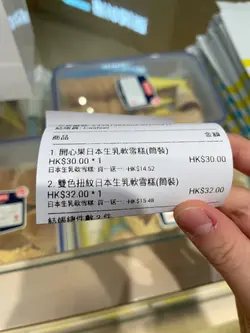 商品
金額
1. 開心果日本生乳軟雪糕(筒裝)
HK$30.00 * 1 HK$30.00
日本生乳軟雪糕: 買一送一: -HK$14.52
2. 雙色扭紋日本生乳軟雪糕(筒裝)
HK$32.00 * 1 HK$32.00
日本生乳軟雪糕: 買一送一: -HK$15.48